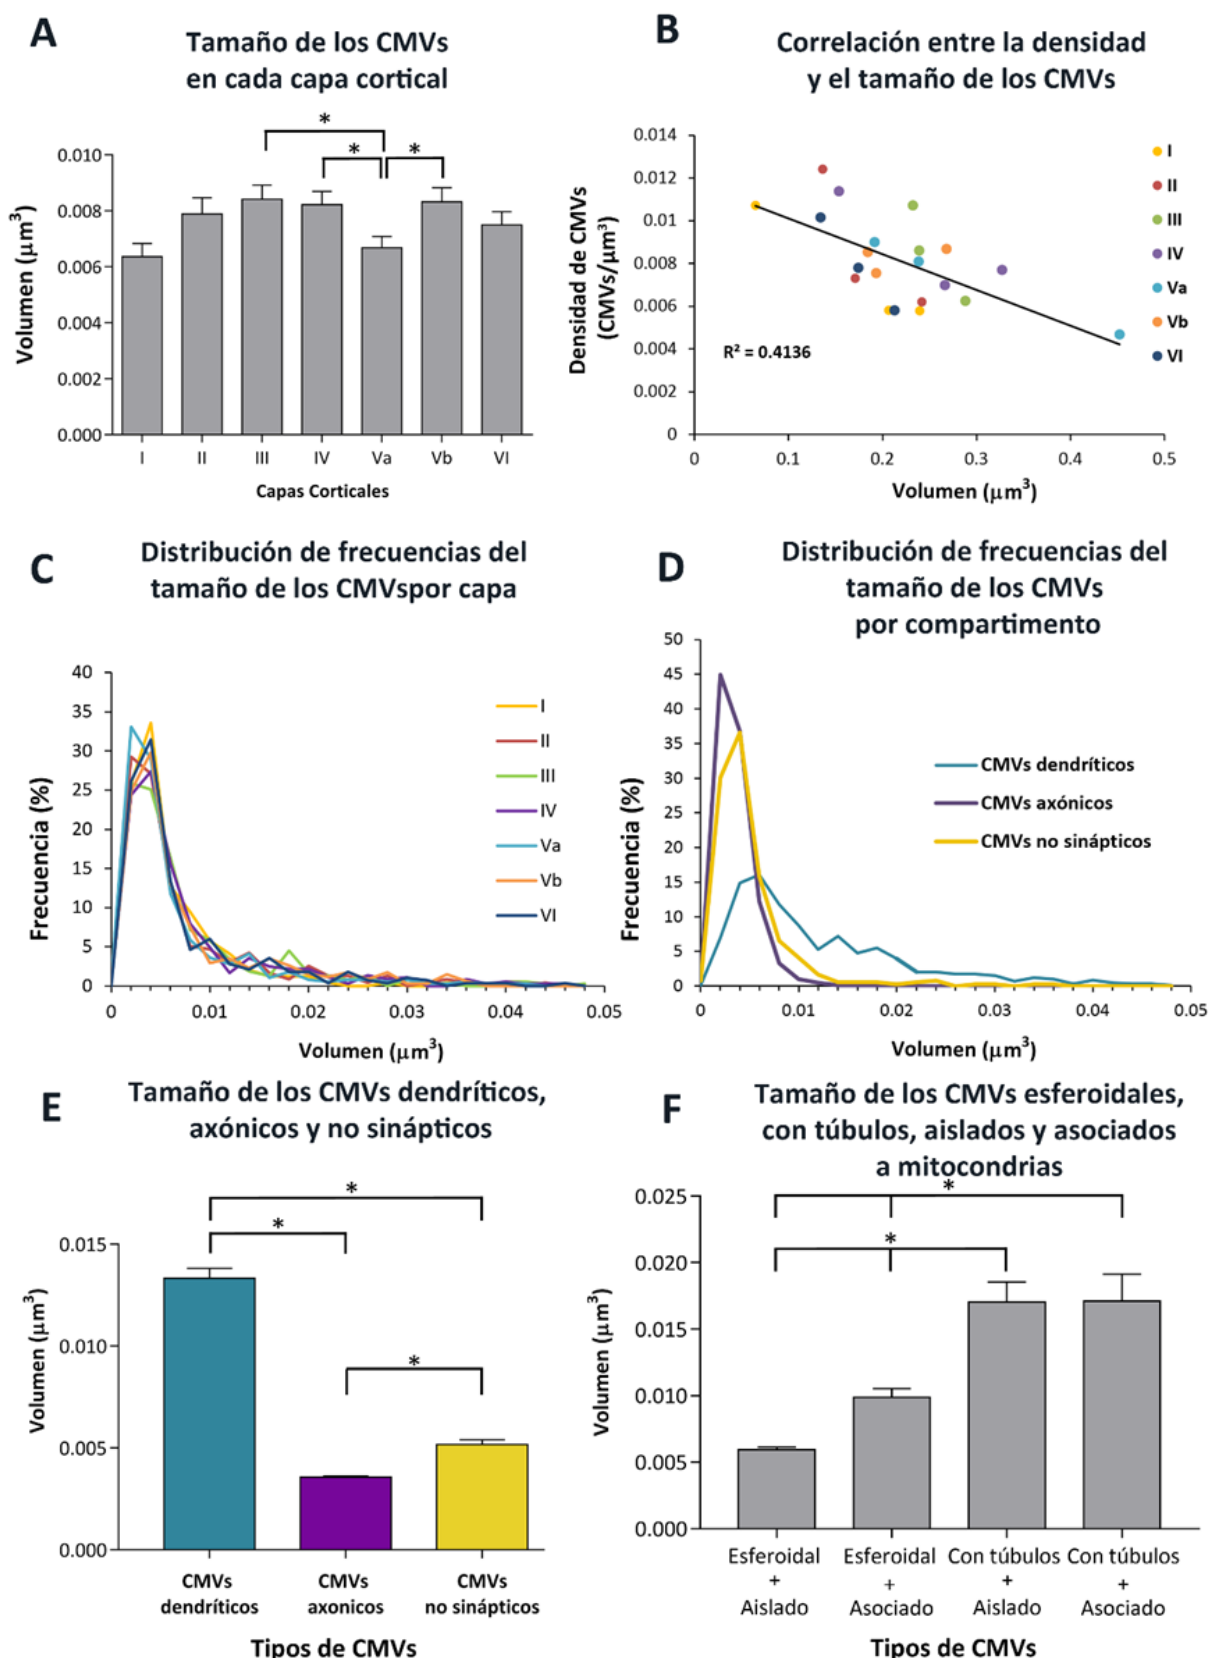 A
Tamaño de los CMVs
en cada capa cortical
*
*
*
0.010
0.008
0.006
0.004
0.002
0.000
Volumen (μm³)
I II III IV Va Vb VI
Capas Corticales
B
Correlación entre la densidad
y el tamaño de los CMVs
0.014
0.012
0.01
0.008
0.006
0.004
0.002
0
Densidad de CMVs
(CMVs/μm³)
R² = 0.4136
I
II
III
IV
Va
Vb
VI
0 0.1 0.2 0.3 0.4 0.5
Volumen (μm³)
C
Distribución de frecuencias del
tamaño de los CMVspor capa
40
35
30
25
20
15
10
5
0
Frecuencia (%)
I
II
III
IV
Va
Vb
VI
0 0.01 0.02 0.03 0.04 0.05
Volumen (μm³)
D
Distribución de frecuencias del
tamaño de los CMVs
por compartimento
50
45
40
35
30
25
20
15
10
5
0
Frecuencia (%)
CMVs dendríticos
CMVs axónicos
CMVs no sinápticos
0 0.01 0.02 0.03 0.04 0.05
Volumen (μm³)
E
Tamaño de los CMVs dendríticos,
axónicos y no sinápticos
*
*
*
0.015
0.010
0.005
0.000
Volumen (μm³)
CMVs CMVs CMVs
dendríticos axonicos no sinápticos
Tipos de CMVs
F
Tamaño de los CMVs esferoidales,
con túbulos, aislados y asociados
a mitocondrias
*
*
0.025
0.020
0.015
0.010
0.005
0.000
Volumen (μm³)
Esferoidal Esferoidal Con túbulos Con túbulos
+ + + +
Aislado Asociado Aislado Asociado
Tipos de CMVs